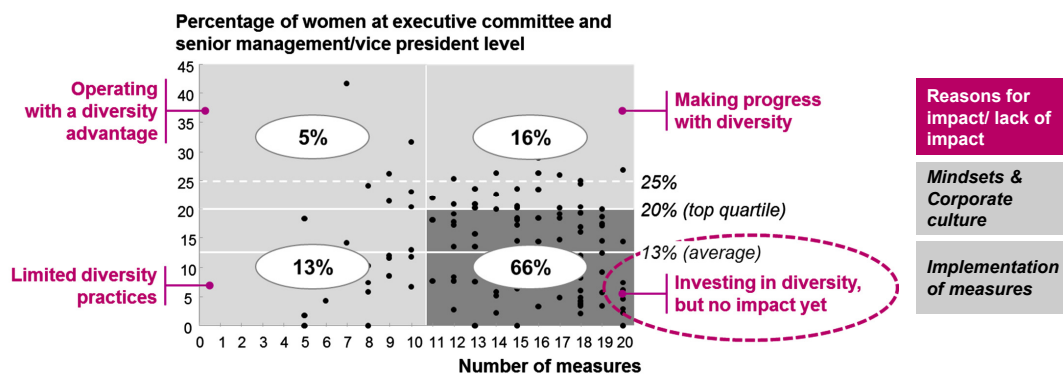 Percentage of women at executive committee and
senior management/vice president level
Operating
with a diversity
advantage
Limited diversity
practices
45
40
35
30
25
20
15
10
5
0
5%
16%
13%
66%
0 1 2 3 4 5 6 7 8 9 10 11 12 13 14 15 16 17 18 19 20
Number of measures
Making progress
with diversity
25%
20% (top quartile)
13% (average)
Investing in diversity,
but no impact yet
Reasons for
impact/ lack of
impact
Mindsets &
Corporate
culture
Implementation
of measures